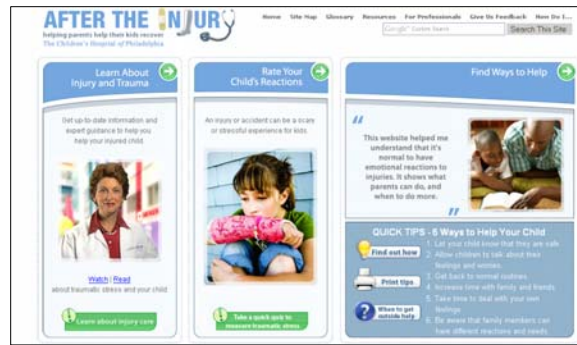 AFTER THE INJURY
helping parents help their kids recover
The Children's Hospital of Philadelphia
Home Site Map Glossary Resources For Professionals Give Us Feedback How Do I...
Google Custom Search
Search This Site
Learn About
Injury and Trauma
Get up-to-date information and
expert guidance to help you
help your injured child.
Watch | Read
about traumatic stress and your child
Learn about injury care
Rate Your
Child's Reactions
An injury or accident can be a scare
or stressful experience for kids.
Take a quick quiz to
measure traumatic stress
Find Ways to Help
"
This website helped me
understand that it's
normal to have
emotional reactions to
injuries. It shows what
parents can do, and
when to do more.
"
QUICK TIPS - 6 Ways to Help Your Child
Find out how
Print tips
When to get
outside help
1. Let your child know that they are safe
2. Allow children to talk about their
feelings and worries.
3. Get back to normal routines.
4. Increase time with family and friends.
5. Take time to deal with your own
feelings.
6. Be aware that family members can
have different reactions and needs